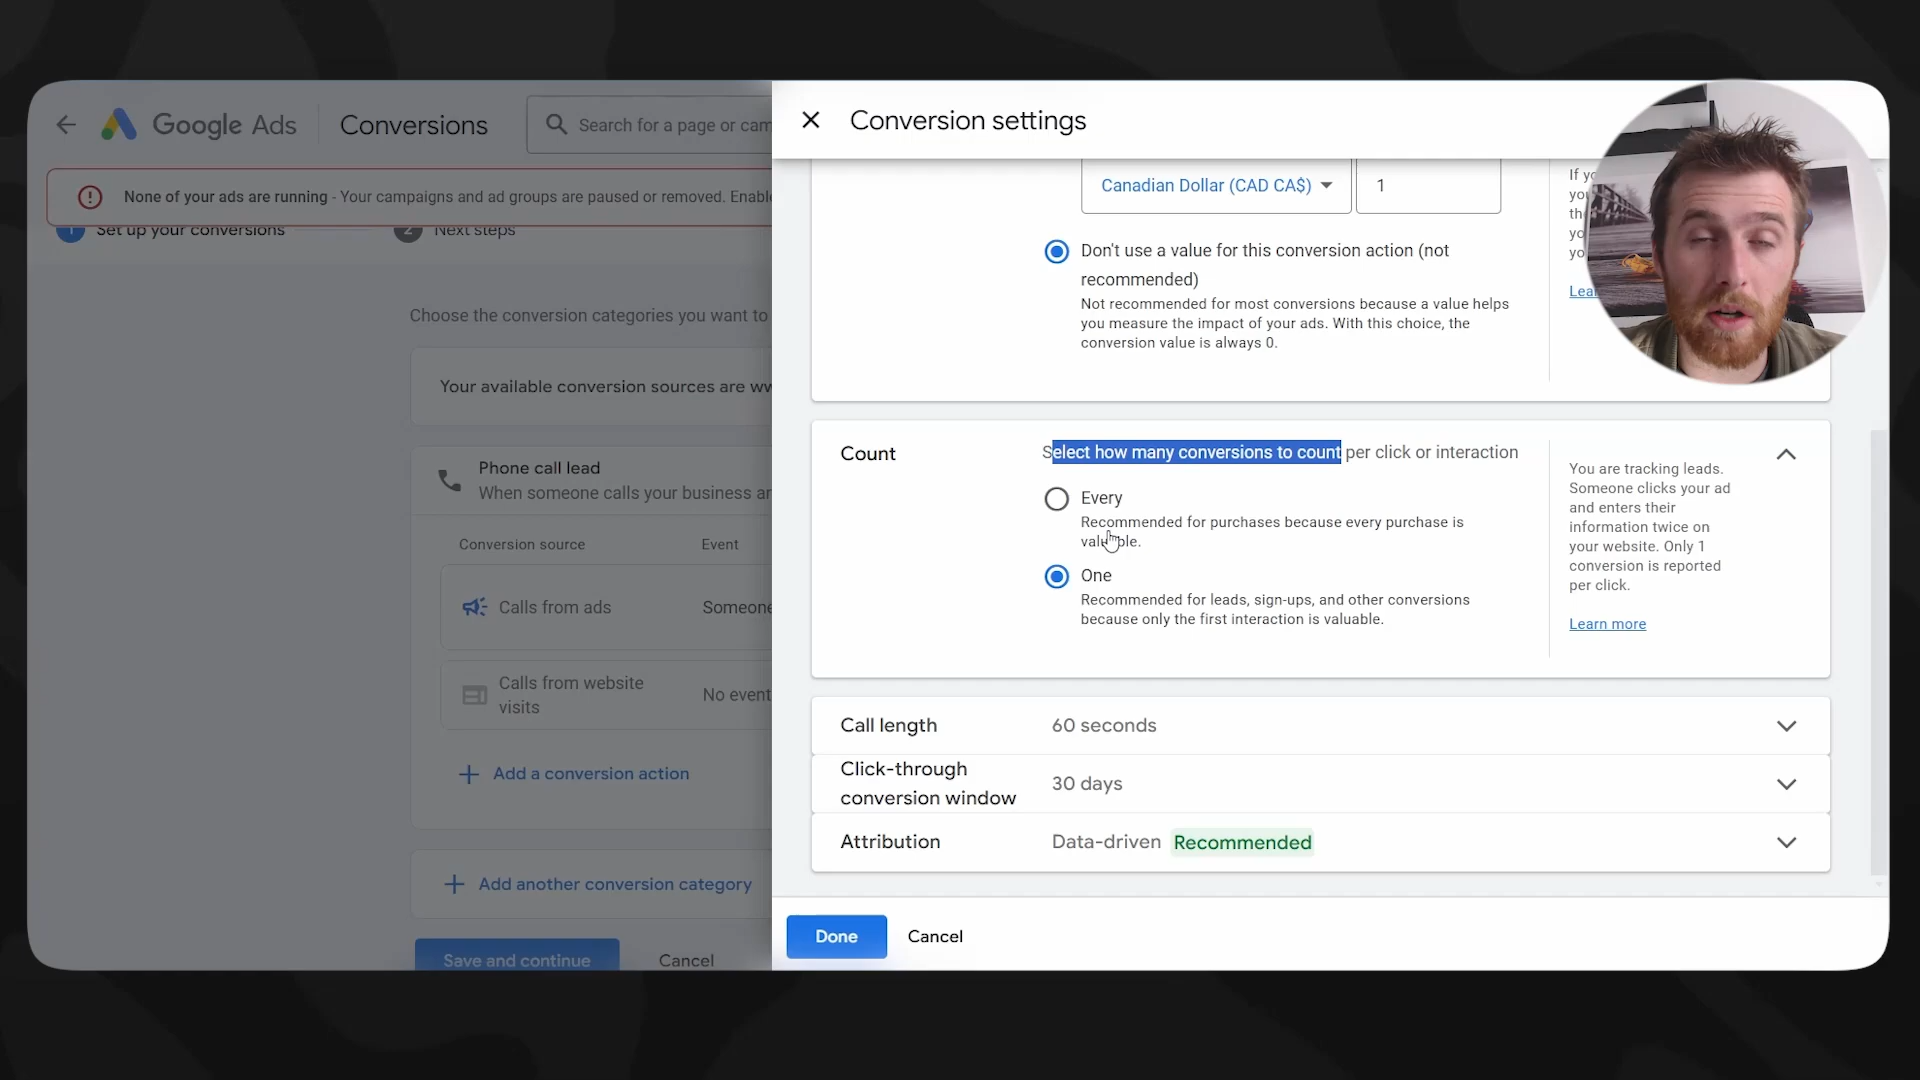 Google Ads
Conversions
Search for a page or cam
None of your ads are running - Your campaigns and ad groups are paused or removed. Enable
1 Set up your conversions
2 Next steps
Choose the conversion categories you want to
Your available conversion sources are
Phone call lead
When someone calls your business
Conversion source
Event
Calls from ads
Someone
Calls from website
visits
No event
+ Add a conversion action
+ Add another conversion category
Save and continue
Cancel
Conversion settings
Canadian Dollar (CAD CA$)
1
Don't use a value for this conversion action (not
recommended)
Not recommended for most conversions because a value helps
you measure the impact of your ads. With this choice, the
conversion value is always 0.
If
Count
Select how many conversions to count per click or interaction
Every
Recommended for purchases because every purchase is
valuable.
One
Recommended for leads, sign-ups, and other conversions
because only the first interaction is valuable.
You are tracking leads.
Someone clicks your ad
and enters their
information twice on
your website. Only 1
conversion is reported
per click.
Learn more
Call length
60 seconds
Click-through
conversion window
30 days
Attribution
Data-driven Recommended
Done
Cancel